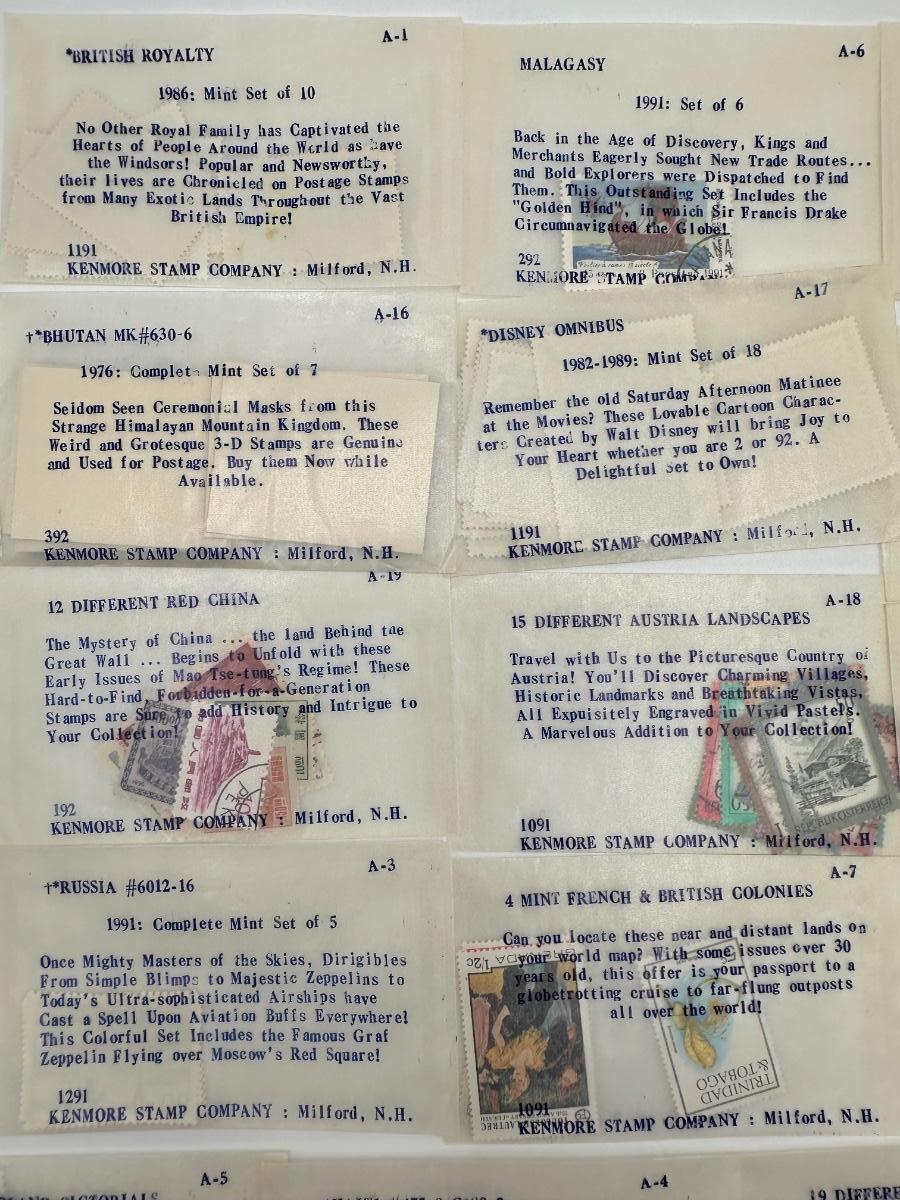 A-1
*BRITISH ROYALTY
1986: Mint Set of 10
No Other Royal Family has Captivated the
Hearts of People Around the World as have
the Windsors! Popular and Newsworthy,
their lives are Chronicled on Postage Stamps
from Many Exotic Lands Throughout the Vast
British Empire!
1191
KENMORE STAMP COMPANY : Milford, N.H.
A-6
MALAGASY
1991: Set of 6
Back in the Age of Discovery, Kings and
Merchants Eagerly Sought New Trade Routes...
and Bold Explorers were Dispatched to Find
Them. This Outstanding Set Includes the
"Golden Hind", in which Sir Francis Drake
Circumnavigated the Globe!
292
KENMORE STAMP COMPANY
1991
A-16
†*BHUTAN MK#630-6
1976: Complete Mint Set of 7
Seldom Seen Ceremonial Masks from this
Strange Himalayan Mountain Kingdom. These
Weird and Grotesque 3-D Stamps are Genuine
and Used for Postage. Buy them Now while
Available.
392
KENMORE STAMP COMPANY : Milford, N.H.
A-17
*DISNEY OMNIBUS
1982-1989: Mint Set of 18
Remember the old Saturday Afternoon Matinee
at the Movies? These Lovable Cartoon Charac-
ters Created by Walt Disney will bring Joy to
Your Heart whether you are 2 or 92. A
Delightful Set to Own!
1191
KENMORE STAMP COMPANY : Milford, N.H.
A-19
12 DIFFERENT RED CHINA
The Mystery of China ... the land Behind the
Great Wall ... Begins to Unfold with these
Early Issues of Mao Tse-tung's Regime! These
Hard-to-Find, Forbidden-for-a-Generation
Stamps are Sure to add History and Intrigue to
Your Collection!
192
KENMORE STAMP COMPANY : Milford, N.H.
A-18
15 DIFFERENT AUSTRIA LANDSCAPES
Travel with Us to the Picturesque Country of
Austria! You'll Discover Charming Villages,
Historic Landmarks and Breathtaking Vistas,
All Expuisitely Engraved in Vivid Pastels.
A Marvelous Addition to Your Collection!
REPUBLIK ÖSTERREICH
1091
KENMORE STAMP COMPANY : Milford, N.H.
A-3
†*RUSSIA #6012-16
1991: Complete Mint Set of 5
Once Mighty Masters of the Skies, Dirigibles
From Simple Blimps to Majestic Zeppelins to
Today's Ultra-sophisticated Airships have
Cast a Spell Upon Aviation Buffs Everywhere!
This Colorful Set Includes the Famous Graf
Zeppelin Flying over Moscow's Red Square!
1291
KENMORE STAMP COMPANY : Milford, N.H.
A-7
4 MINT FRENCH & BRITISH COLONIES
Can you locate these near and distant lands on
your world map? With some issues over 30
years old, this offer is your passport to a
globetrotting cruise to far-flung outposts
all over the world!
1/2c
TRINIDAD
& TOBAGO
1091
KENMORE STAMP COMPANY : Milford, N.H.
A-5
A-4
19